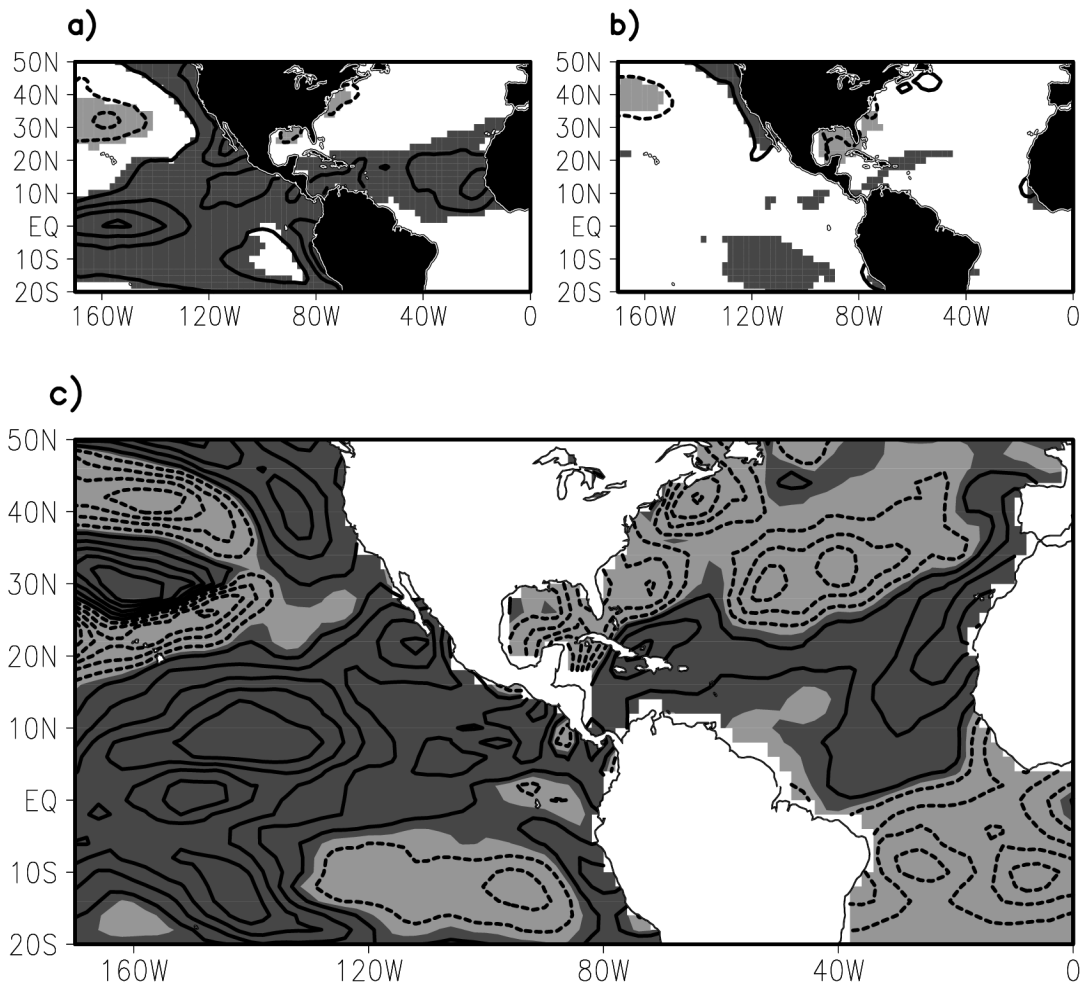 a) b)
50N 50N
40N 40N
30N 30N
20N 20N
10N 10N
EQ EQ
10S 10S
20S 20S
160W 120W 80W 40W 0 160W 120W 80W 40W 0
c)
50N
40N
30N
20N
10N
EQ
10S
20S
160W 120W 80W 40W 0